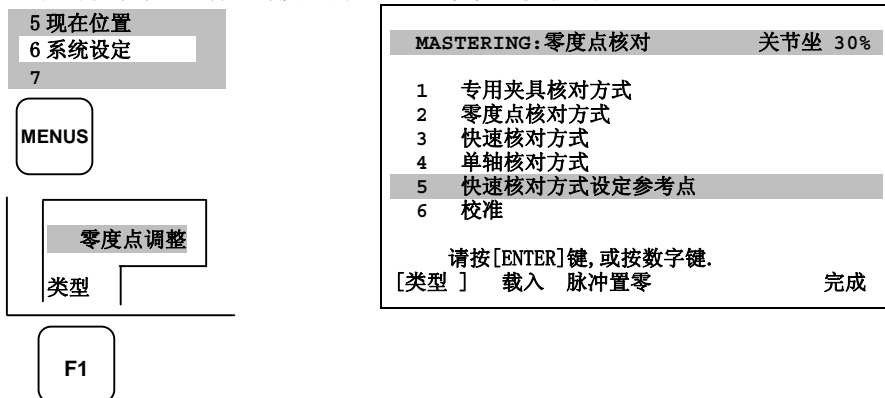 5 现在位置
6 系统设定
7
MENUS
零度点调整
类型
F1
MASTERING:零度点核对 关节坐 30%
1 专用夹具核对方式
2 零度点核对方式
3 快速核对方式
4 单轴核对方式
5 快速核对方式设定参考点
6 校准
请按[ENTER]键,或按数字键.
[类型 ] 载入 脉冲置零 完成